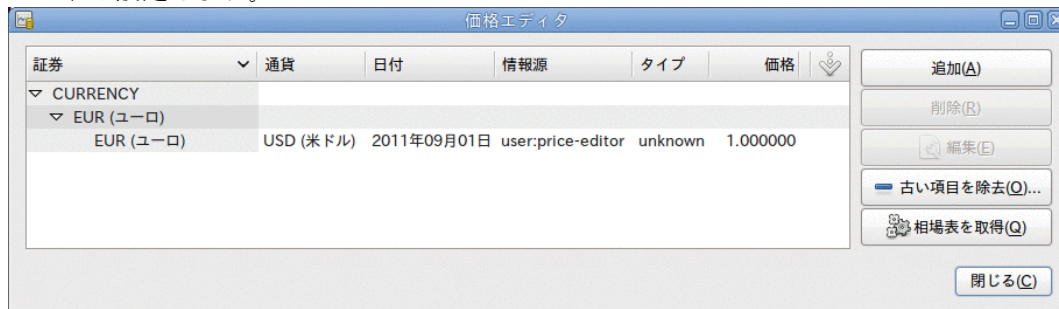 価格エディタ
証券 通貨 日付 情報源 タイプ 価格
追加(A)
CURRENCY
削除(R)
EUR (ユーロ)
EUR (ユーロ) USD (米ドル) 2011年09月01日 user:price-editor unknown 1.000000
編集(E)
古い項目を除去(O)...
相場表を取得(Q)
閉じる(C)